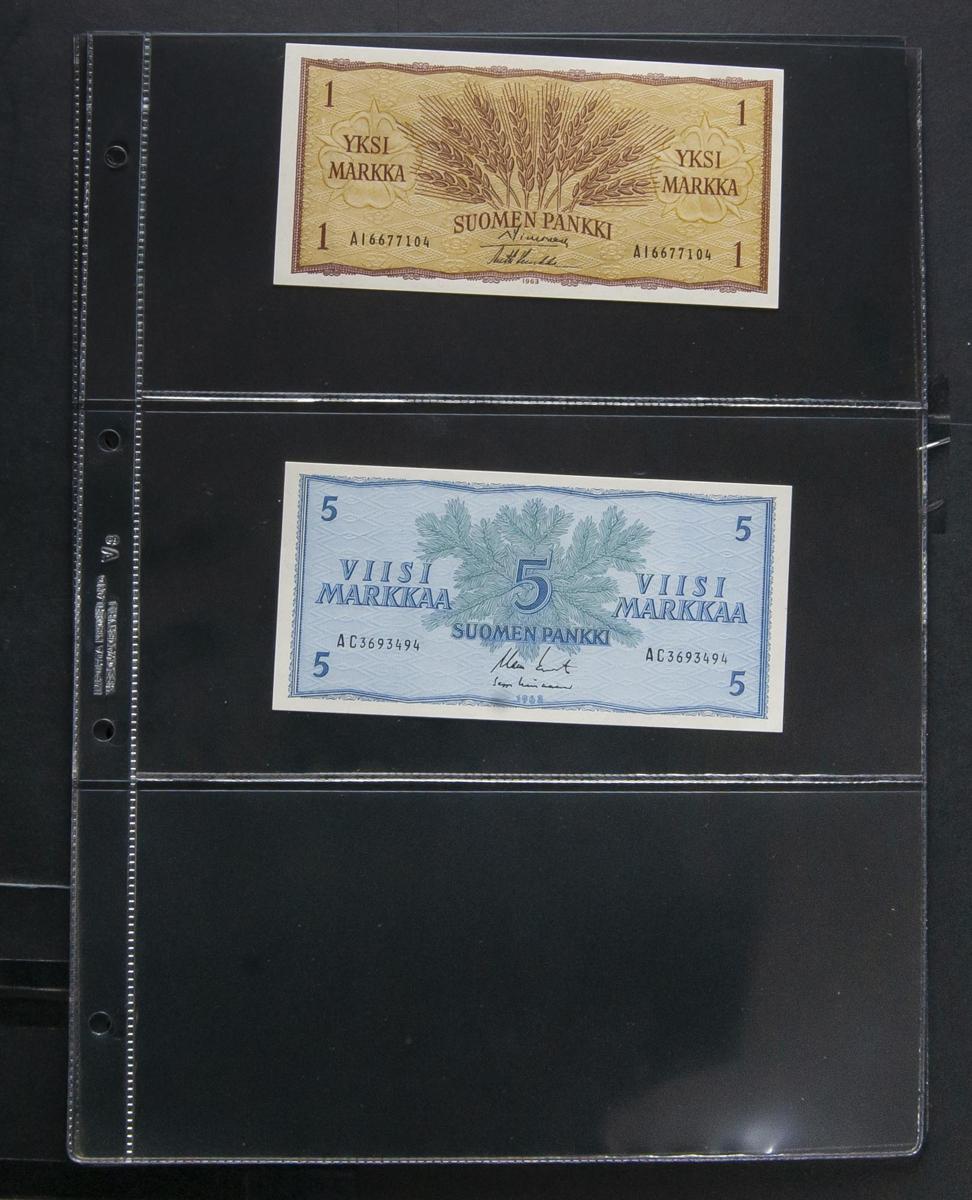 1
1
YKSI
MARKKA
YKSI
MARKKA
SUOMEN PANKKI
1
AI6677104
AI6677104
1
1963
5
5
VIISI
MARKKAA
5
VIISI
MARKKAA
SUOMEN PANKKI
AC3693494
AC3693494
5
5
1963